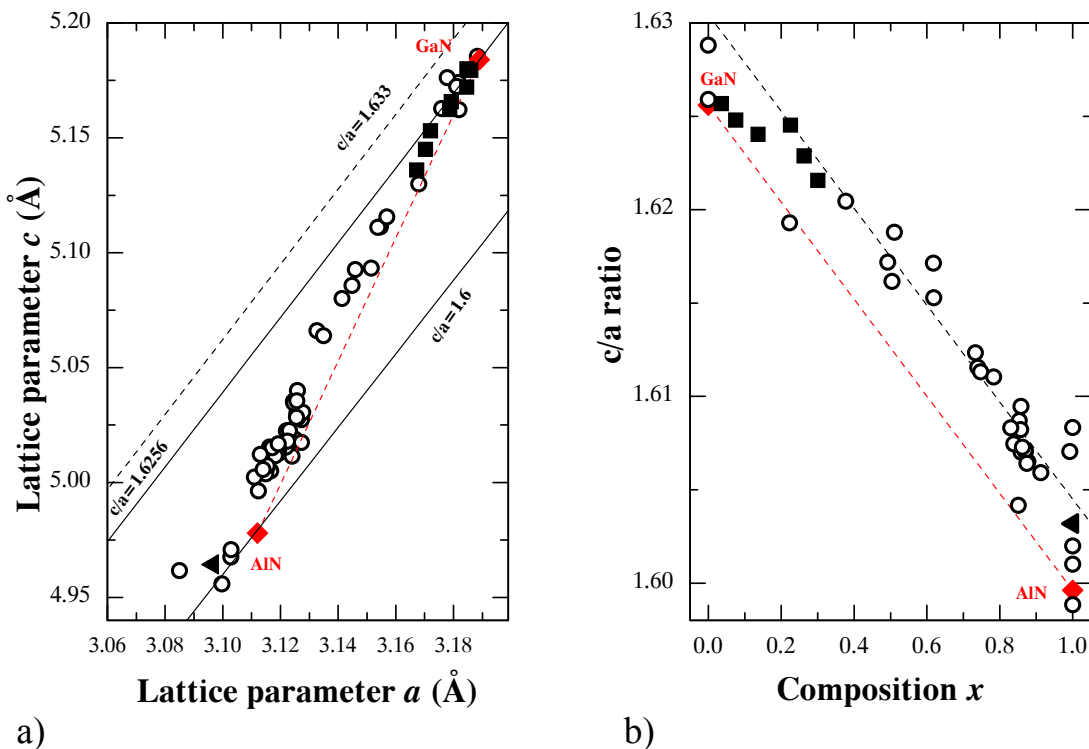 5.20
5.15
5.10
5.05
5.00
4.95
Lattice parameter c (Å)
GaN
c/a=1.633
c/a=1.6
c/a=1.6256
AlN
3.06
3.08
3.10
3.12
3.14
3.16
3.18
Lattice parameter a (Å)
a)
1.63
1.62
1.61
1.60
c/a ratio
GaN
AlN
0.0
0.2
0.4
0.6
0.8
1.0
Composition x
b)